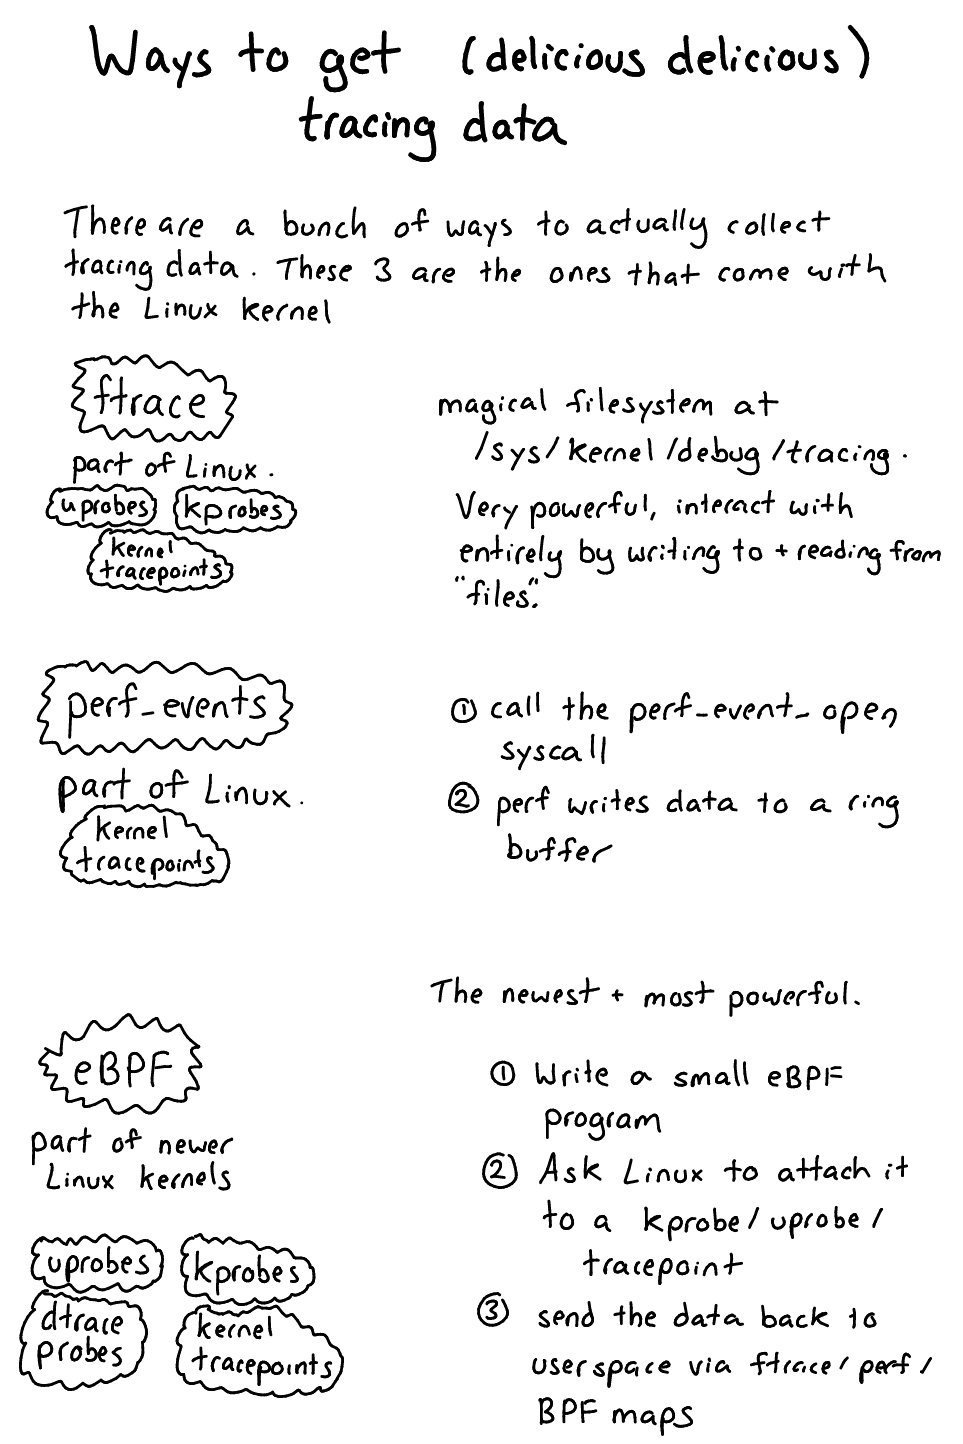 Ways to get (delicious delicious)
tracing data
There are a bunch of ways to actually collect
tracing data. These 3 are the ones that come with
the Linux kernel
ftrace
part of Linux.
uprobes kprobes
kernel
tracepoints
magical filesystem at
/sys/kernel/debug/tracing.
Very powerful, interact with
entirely by writing to + reading from
"files".
perf_events
part of Linux.
kernel
tracepoints
① call the perf_event_open
syscall
② perf writes data to a ring
buffer
eBPF
part of newer
Linux kernels
uprobes kprobes
dtrace
probes
kernel
tracepoints
The newest + most powerful.
① Write a small eBPF
program
② Ask Linux to attach it
to a kprobe/uprobe/
tracepoint
③ send the data back to
userspace via ftrace/perf/
BPF maps